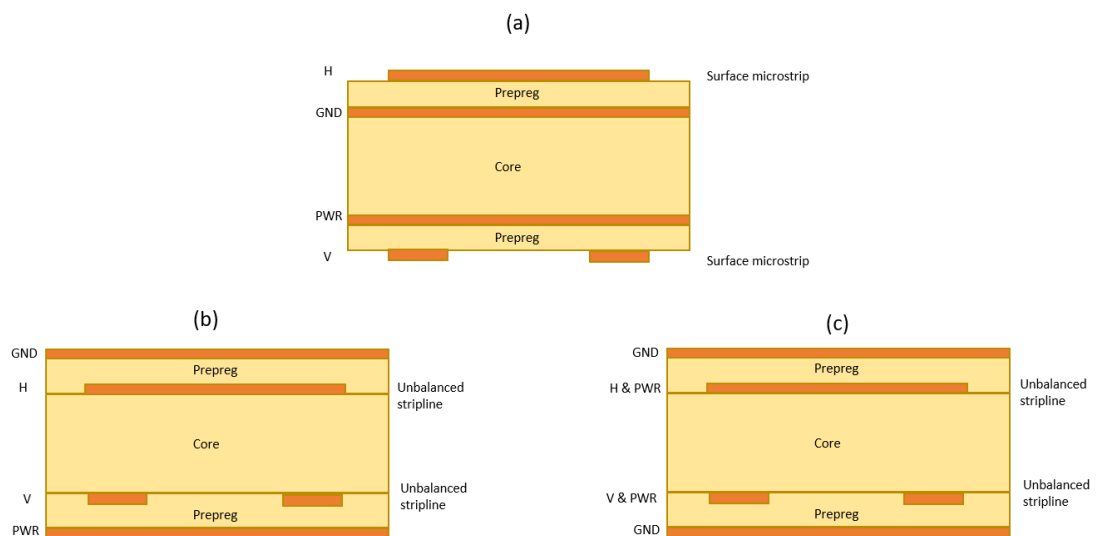 (a)
H
Surface microstrip
Prepreg
GND
Core
PWR
Prepreg
V
Surface microstrip
(b)
GND
Prepreg
H
Unbalanced
stripline
Core
Unbalanced
stripline
V
Prepreg
PWR
(c)
GND
Prepreg
H & PWR
Unbalanced
stripline
Core
Unbalanced
stripline
V & PWR
Prepreg
GND